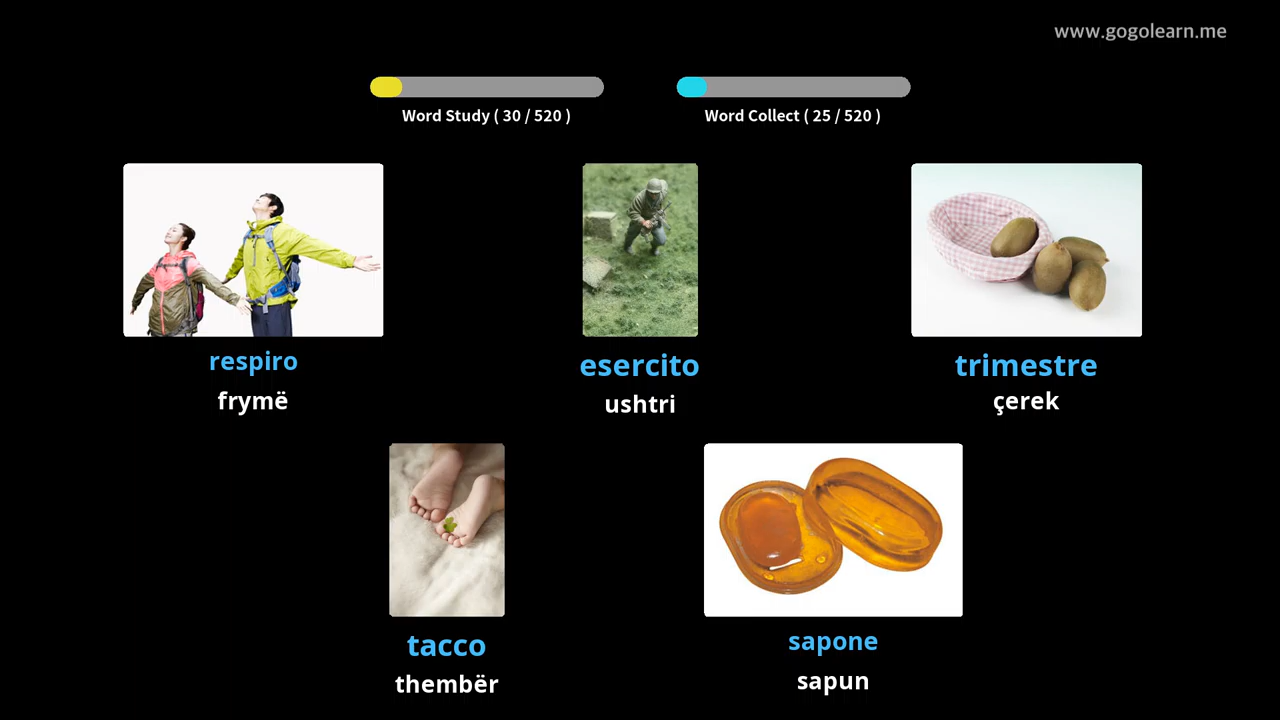 www.gogolearn.me
Word Study ( 30 / 520 )
Word Collect ( 25 / 520 )
respiro
frymë
esercito
ushtri
trimestre
çerek
tacco
thembër
sapone
sapun